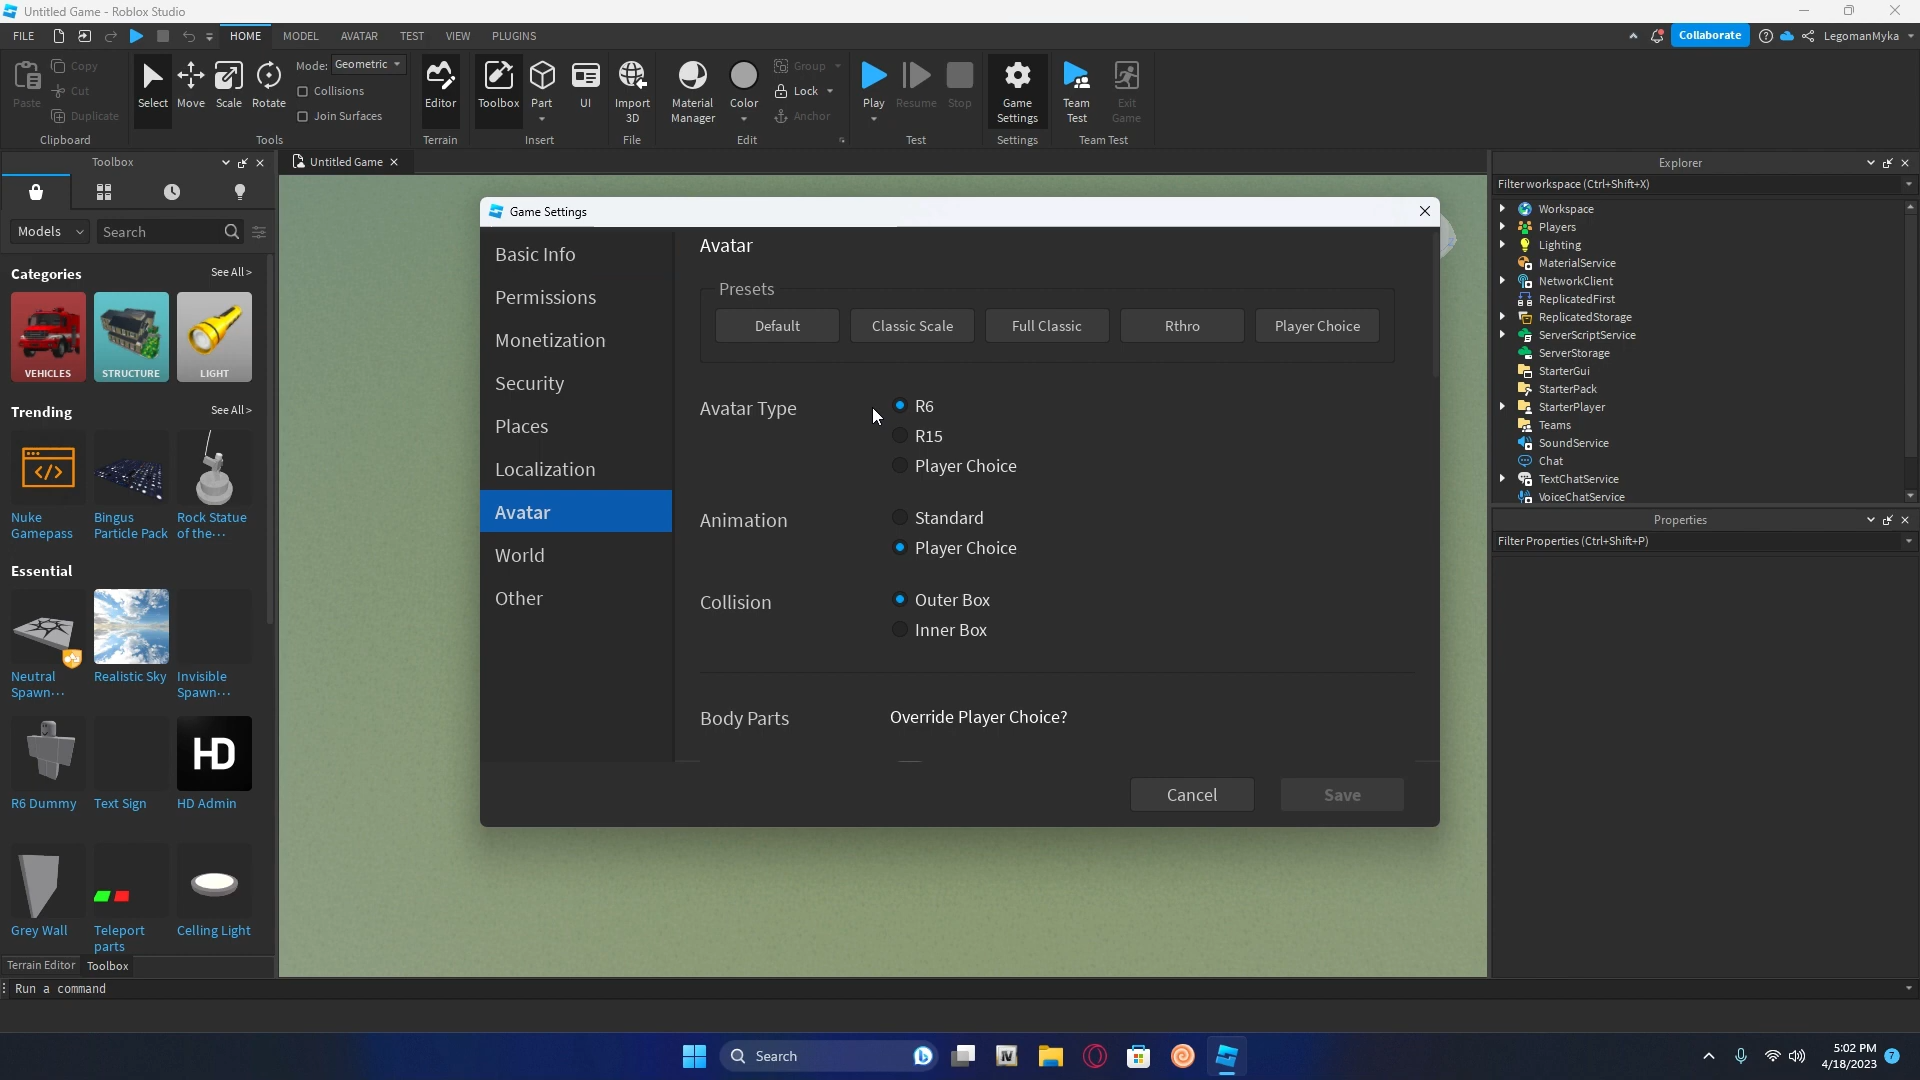 Untitled Game - Roblox Studio
FILE HOME MODEL AVATAR TEST VIEW PLUGINS Collaborate LegomanMyka
Paste Copy Cut Duplicate
Clipboard
Select Move Scale Rotate
Mode: Geometric
Collisions
Join Surfaces
Tools
Editor
Terrain
Toolbox Part UI
Insert
Import 3D
File
Material Manager Color
Group
Lock
Anchor
Edit
Play Resume Stop
Test
Game Settings
Settings
Team Test Exit Game
Team Test
Toolbox
Models Search
Categories See All >
VEHICLES STRUCTURE LIGHT
Trending See All >
Nuke Gamepass
Bingus Particle Pack
Rock Statue of the...
Essential
Neutral Spawn...
Realistic Sky
Invisible Spawn...
HD
R6 Dummy Text Sign HD Admin
Grey Wall
Teleport parts
Celling Light
Terrain Editor Toolbox
Untitled Game
Game Settings
Basic Info
Permissions
Monetization
Security
Places
Localization
Avatar
World
Other
Avatar
Presets
Default Classic Scale Full Classic Rthro Player Choice
Avatar Type
R6
R15
Player Choice
Animation
Standard
Player Choice
Collision
Outer Box
Inner Box
Body Parts Override Player Choice?
Cancel Save
Explorer
Filter workspace (Ctrl+Shift+X)
Workspace
Players
Lighting
MaterialService
NetworkClient
ReplicatedFirst
ReplicatedStorage
ServerScriptService
ServerStorage
StarterGui
StarterPack
StarterPlayer
Teams
SoundService
Chat
TextChatService
VoiceChatService
Properties
Filter Properties (Ctrl+Shift+P)
Run a command
Search
5:02 PM
4/18/2023
7